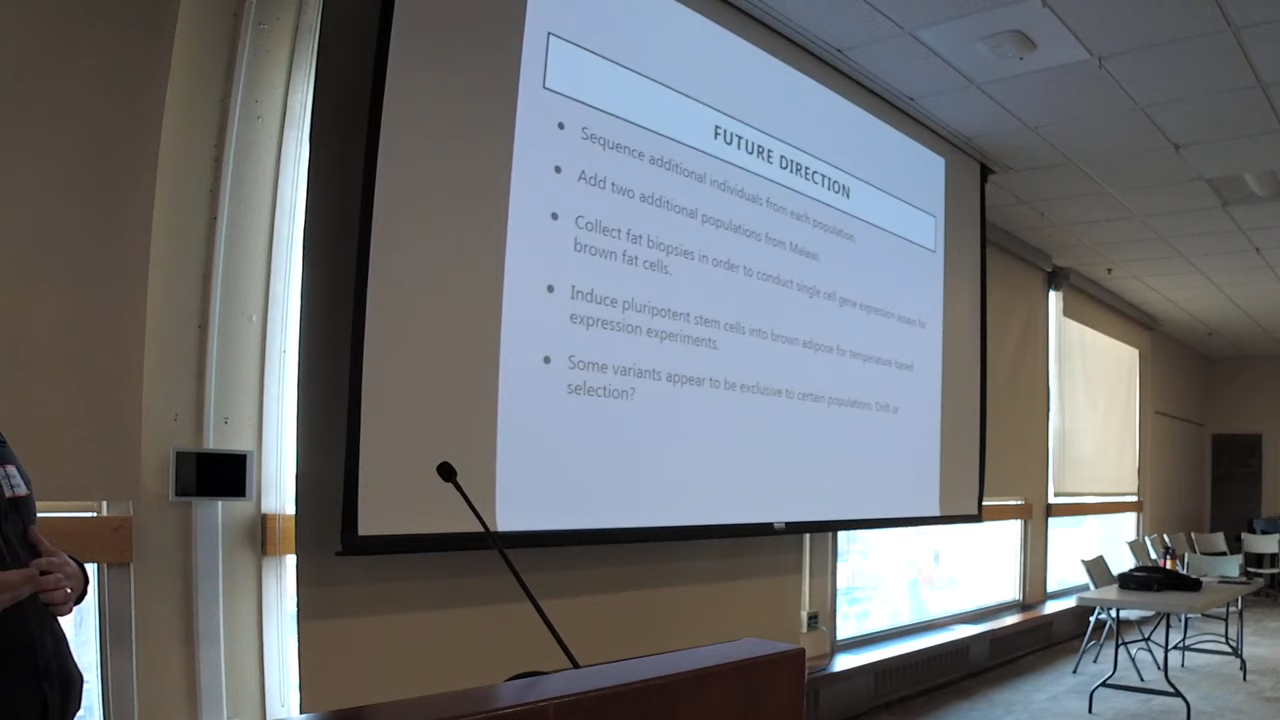 FUTURE DIRECTION
● Sequence additional individuals from each population.
● Add two additional populations from Malawi.
● Collect fat biopsies in order to conduct single cell gene expression assays for
brown fat cells.
● Induce pluripotent stem cells into brown adipose for temperature based
expression experiments.
● Some variants appear to be exclusive to certain populations. Drift or
selection?